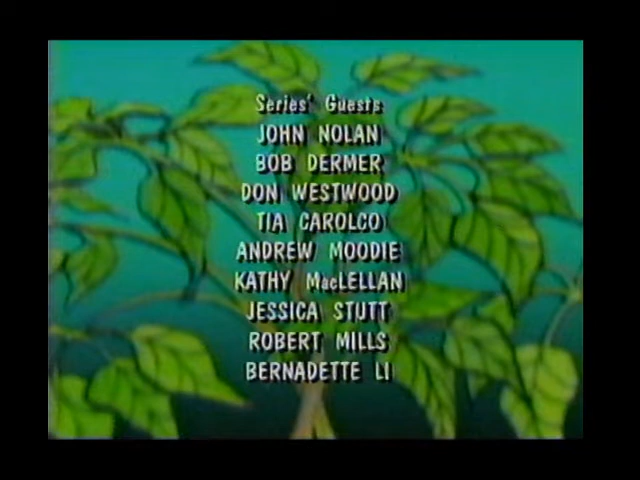 Series' Guests
JOHN NOLAN
BOB DERMER
DON WESTWOOD
TIA CAROLCO
ANDREW MOODIE
KATHY MacLELLAN
JESSICA STUTT
ROBERT MILLS
BERNADETTE LI